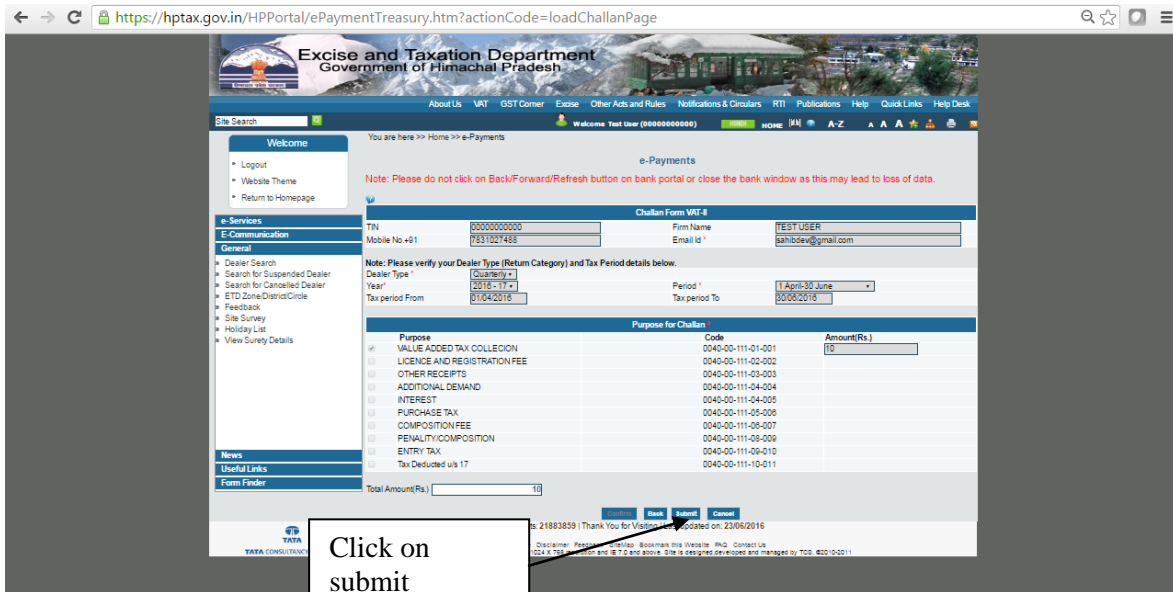 https://hptax.gov.in/HPPortal/ePaymentTreasury.htm?actionCode=loadChallanPage
Excise and Taxation Department
Government of Himachal Pradesh
About Us VAT GST Corner Excise Other Acts and Rules Notifications & Circulars RTI Publications Help Quick Links Help Desk
Site Search
Welcome Test User (00000000000) HOME A-Z A A A
Welcome
Logout
Website Theme
Return to Homepage
e-Services
E-Communication
General
Dealer Search
Search for Suspended Dealer
Search for Cancelled Dealer
ETD Zone/District/Circle
Feedback
Site Survey
Holiday List
View Surety Details
News
Useful Links
Form Finder
You are here >> Home >> e-Payments
e-Payments
Note: Please do not click on Back/Forward/Refresh button on bank portal or close the bank window as this may lead to loss of data.
Challan Form VAT-II
TIN 00000000000 Firm Name TEST USER
Mobile No.+91 7831027488 Email Id * sahibdev@gmail.com
Note: Please verify your Dealer Type (Return Category) and Tax Period details below.
Dealer Type * Quarterly
Year* 2016 - 17 Period * 1 April-30 June
Tax period From 01/04/2016 Tax period To 30/06/2016
Purpose for Challan *
Purpose Code Amount(Rs.)
VALUE ADDED TAX COLLECION 0040-00-111-01-001 10
LICENCE AND REGISTRATION FEE 0040-00-111-02-002
OTHER RECEIPTS 0040-00-111-03-003
ADDITIONAL DEMAND 0040-00-111-04-004
INTEREST 0040-00-111-04-005
PURCHASE TAX 0040-00-111-05-006
COMPOSITION FEE 0040-00-111-06-007
PENALITY/COMPOSITION 0040-00-111-08-009
ENTRY TAX 0040-00-111-09-010
Tax Deducted u/s 17 0040-00-111-10-011
Total Amount(Rs.) 10
Confirm Back Submit Cancel
21883859 | Thank You for Visiting | Last updated on: 23/06/2016
Disclaimer Feedback SiteMap Bookmark this Website FAQ Contact Us
1024 X 768 resolution and IE 7.0 and above. Site is designed,developed and managed by TCS. ©2010-2011
TATA
TATA
Click on
submit